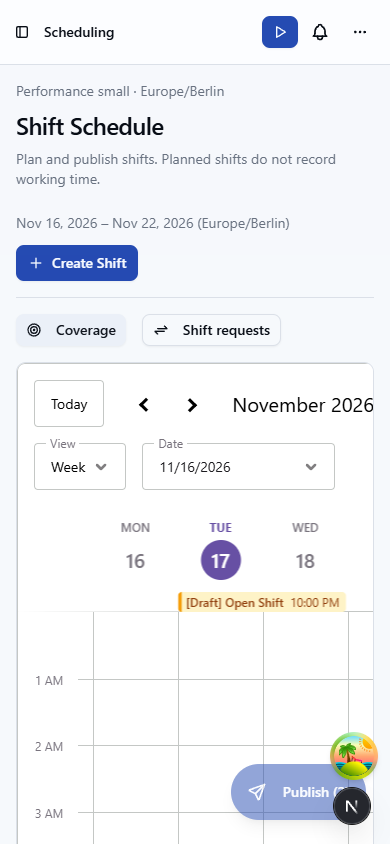 Scheduling
Performance small · Europe/Berlin
Shift Schedule
Plan and publish shifts. Planned shifts do not record
working time.
Nov 16, 2026 – Nov 22, 2026 (Europe/Berlin)
Create Shift
Coverage
Shift requests
Today
November 2026
View
Week
Date
11/16/2026
MON
TUE
WED
16
17
18
[Draft] Open Shift 10:00 PM
1 AM
2 AM
3 AM
Publish
N